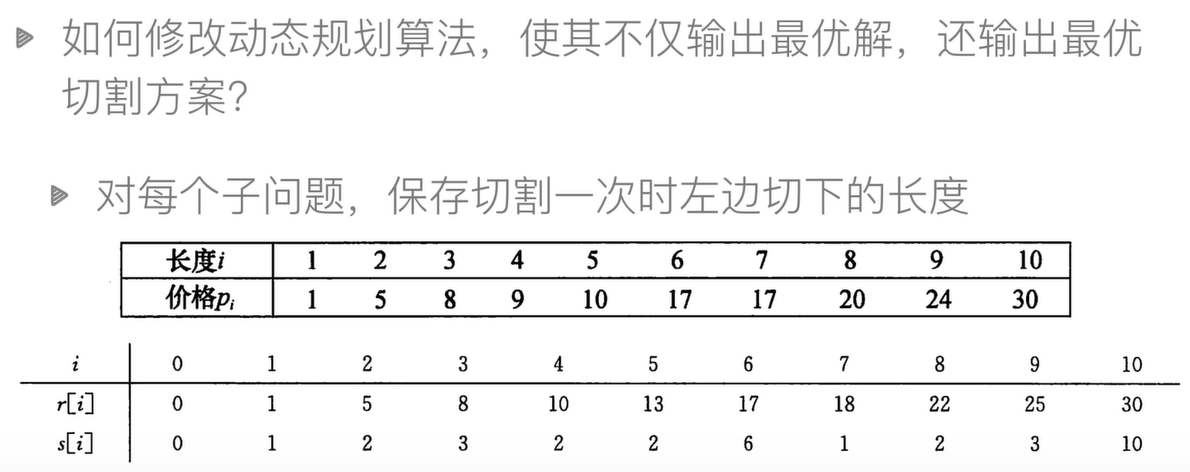 如何修改动态规划算法，使其不仅输出最优解，还输出最优
切割方案？
对每个子问题，保存切割一次时左边切下的长度
长度i 1 2 3 4 5 6 7 8 9 10
价格pᵢ 1 5 8 9 10 17 17 20 24 30
i 0 1 2 3 4 5 6 7 8 9 10
r[i] 0 1 5 8 10 13 17 18 22 25 30
s[i] 0 1 2 3 2 2 6 1 2 3 10